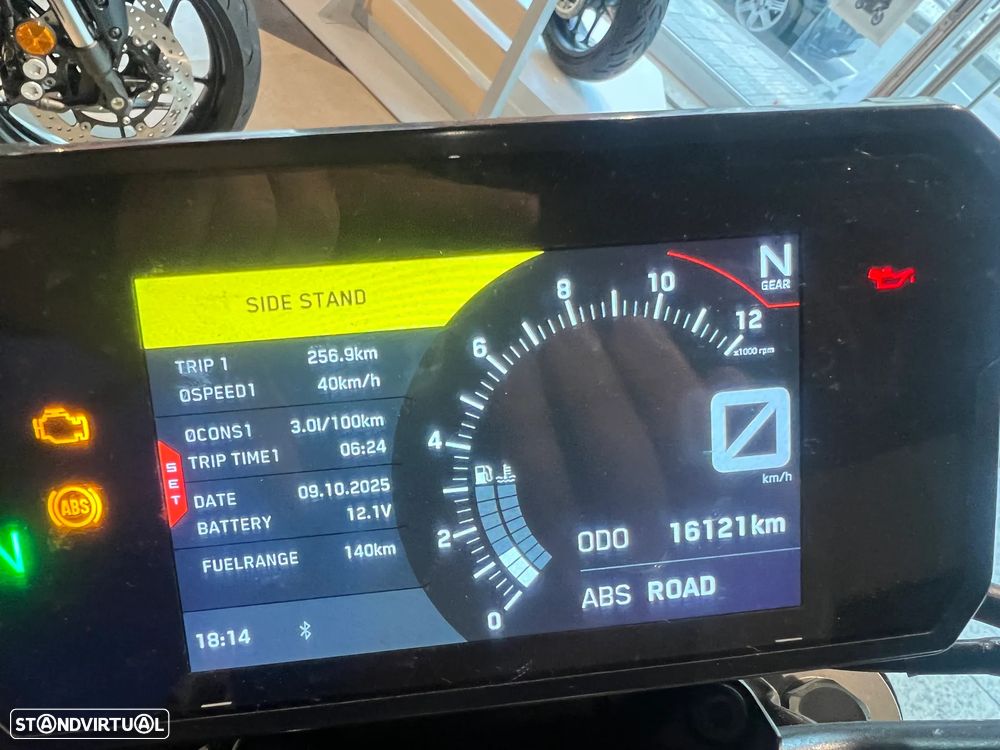 SIDE STAND
TRIP 1 256.9km
ØSPEED1 40km/h
ØCONS1 3.0l/100km
TRIP TIME1 06:24
SET
DATE 09.10.2025
BATTERY 12.1V
FUELRANGE 140km
18:14
0
2
4
6
8
10
12
x1000 rpm
N
GEAR
0
km/h
ODO 16121km
ABS ROAD
ABS
N
STANDVIRTUAL